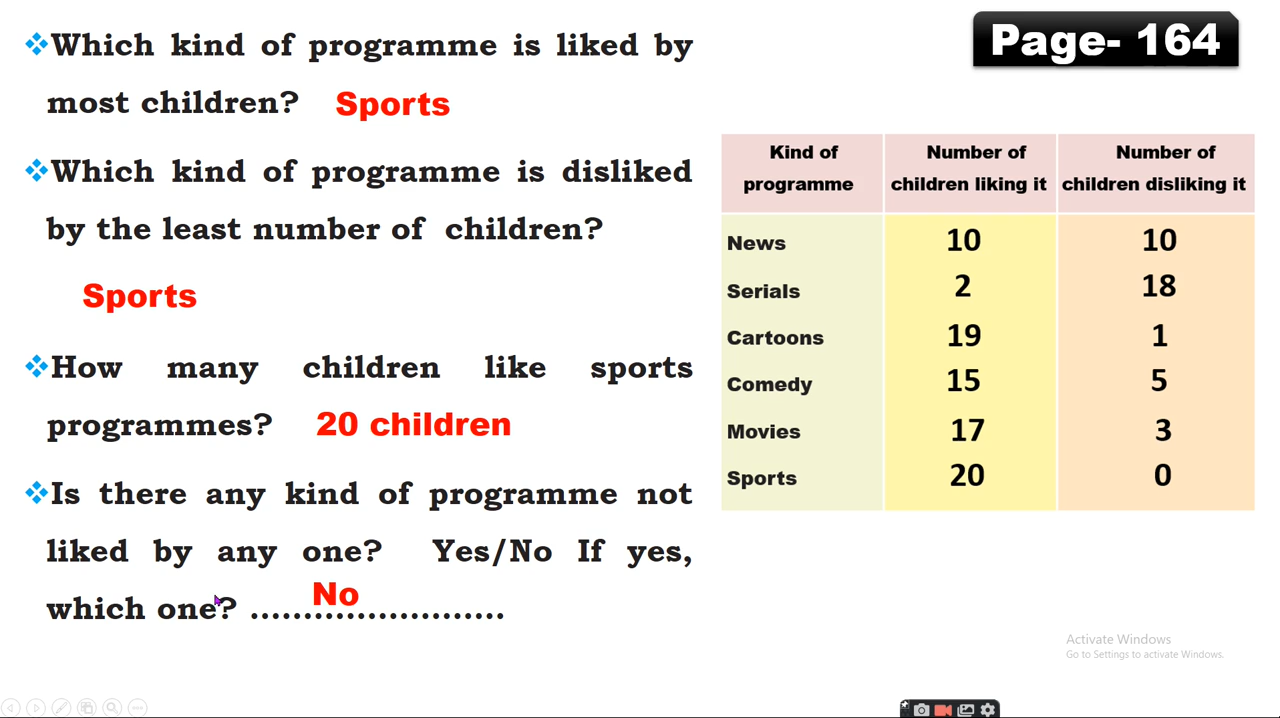 ❖Which kind of programme is liked by
most children? Sports
❖Which kind of programme is disliked
by the least number of children?
Sports
❖How many children like sports
programmes? 20 children
❖Is there any kind of programme not
liked by any one? Yes/No If yes,
which one? ........................
No
Page- 164
Kind of programme Number of children liking it Number of children disliking it
News 10 10
Serials 2 18
Cartoons 19 1
Comedy 15 5
Movies 17 3
Sports 20 0
Activate Windows
Go to Settings to activate Windows.